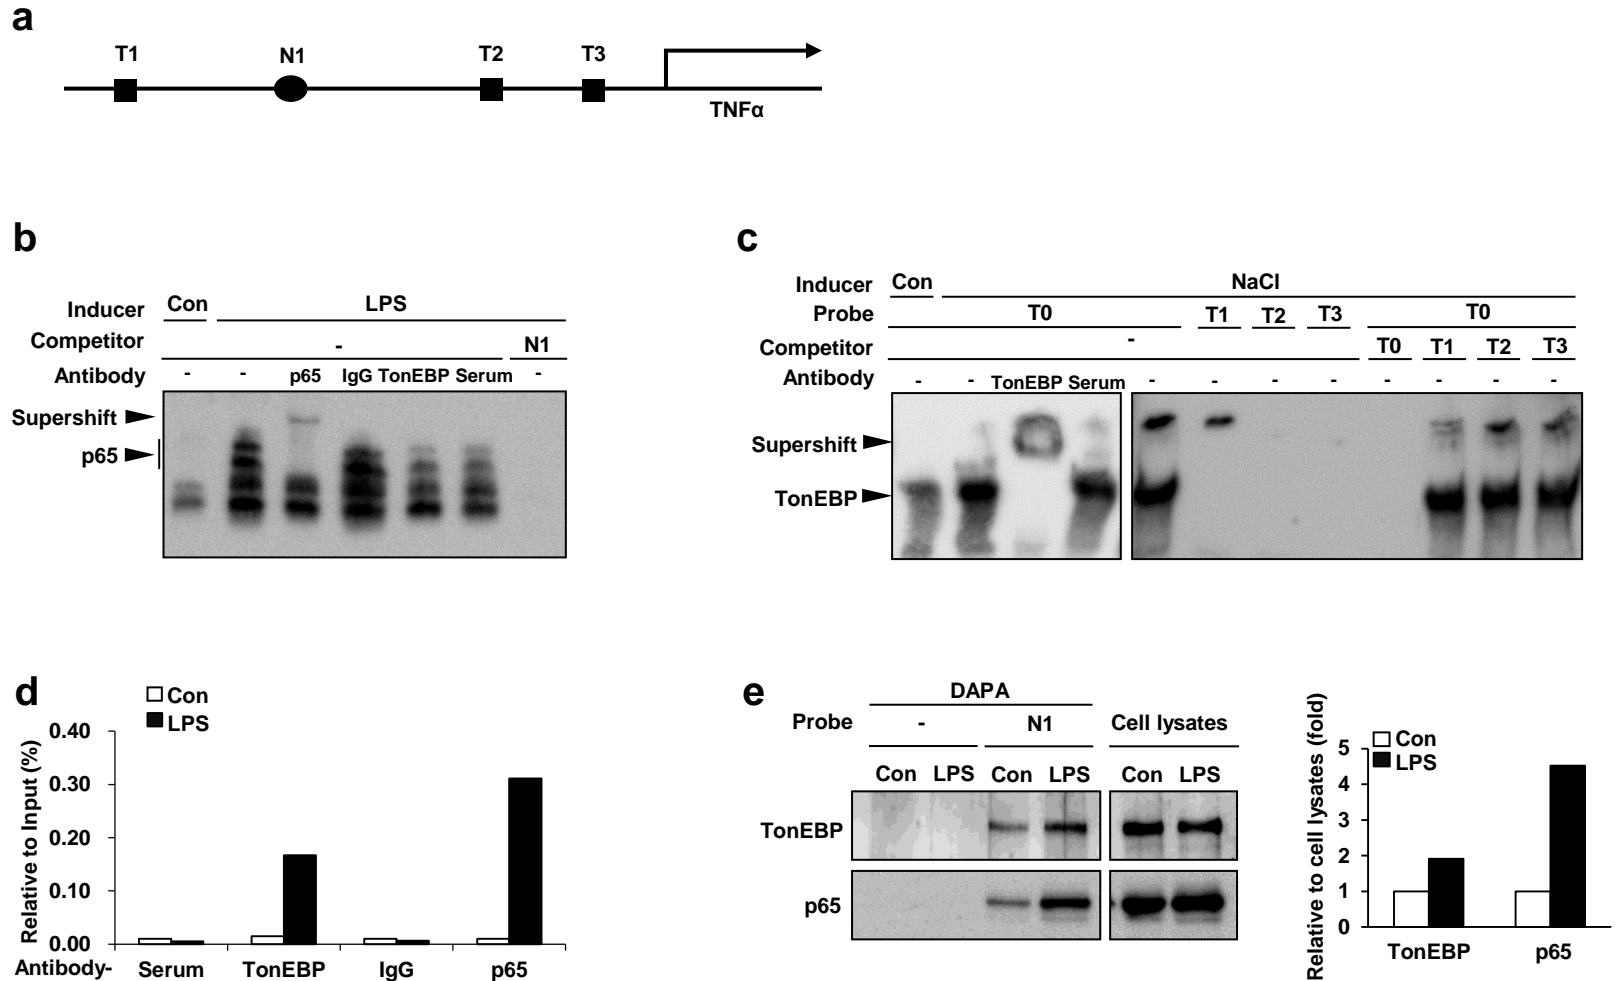 a
T1 N1 T2 T3
TNFα
b
Inducer Con LPS
Competitor - N1
Antibody - - p65 IgG TonEBP Serum -
Supershift
p65
c
Inducer Con NaCl
Probe T0 T1 T2 T3 T0
Competitor - T0 T1 T2 T3
Antibody - - TonEBP Serum - - - - - - - -
Supershift
TonEBP
d
Con
LPS
Relative to Input (%)
0.40
0.30
0.20
0.10
0.00
Antibody- Serum TonEBP IgG p65
e
DAPA
Probe - N1 Cell lysates
Con LPS Con LPS Con LPS
TonEBP
p65
Relative to cell lysates (fold)
Con
LPS
5
4
3
2
1
0
TonEBP p65